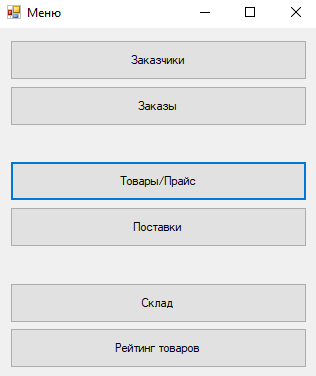 Меню
Заказчики
Заказы
Товары/Прайс
Поставки
Склад
Рейтинг товаров